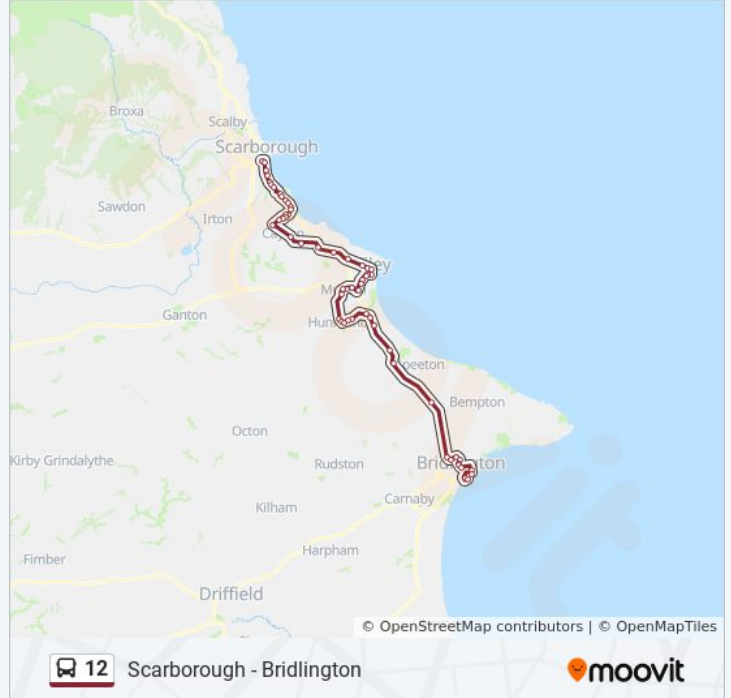 Broxa
Scalby
Scarborough
Sawdon
Irton
Ganton
Bempton
Octon
Kirby Grindalythe
Rudston
Carnaby
Kilham
Harpham
Fimber
Driffield
© OpenStreetMap contributors | © OpenMapTiles
12 Scarborough - Bridlington
moovit